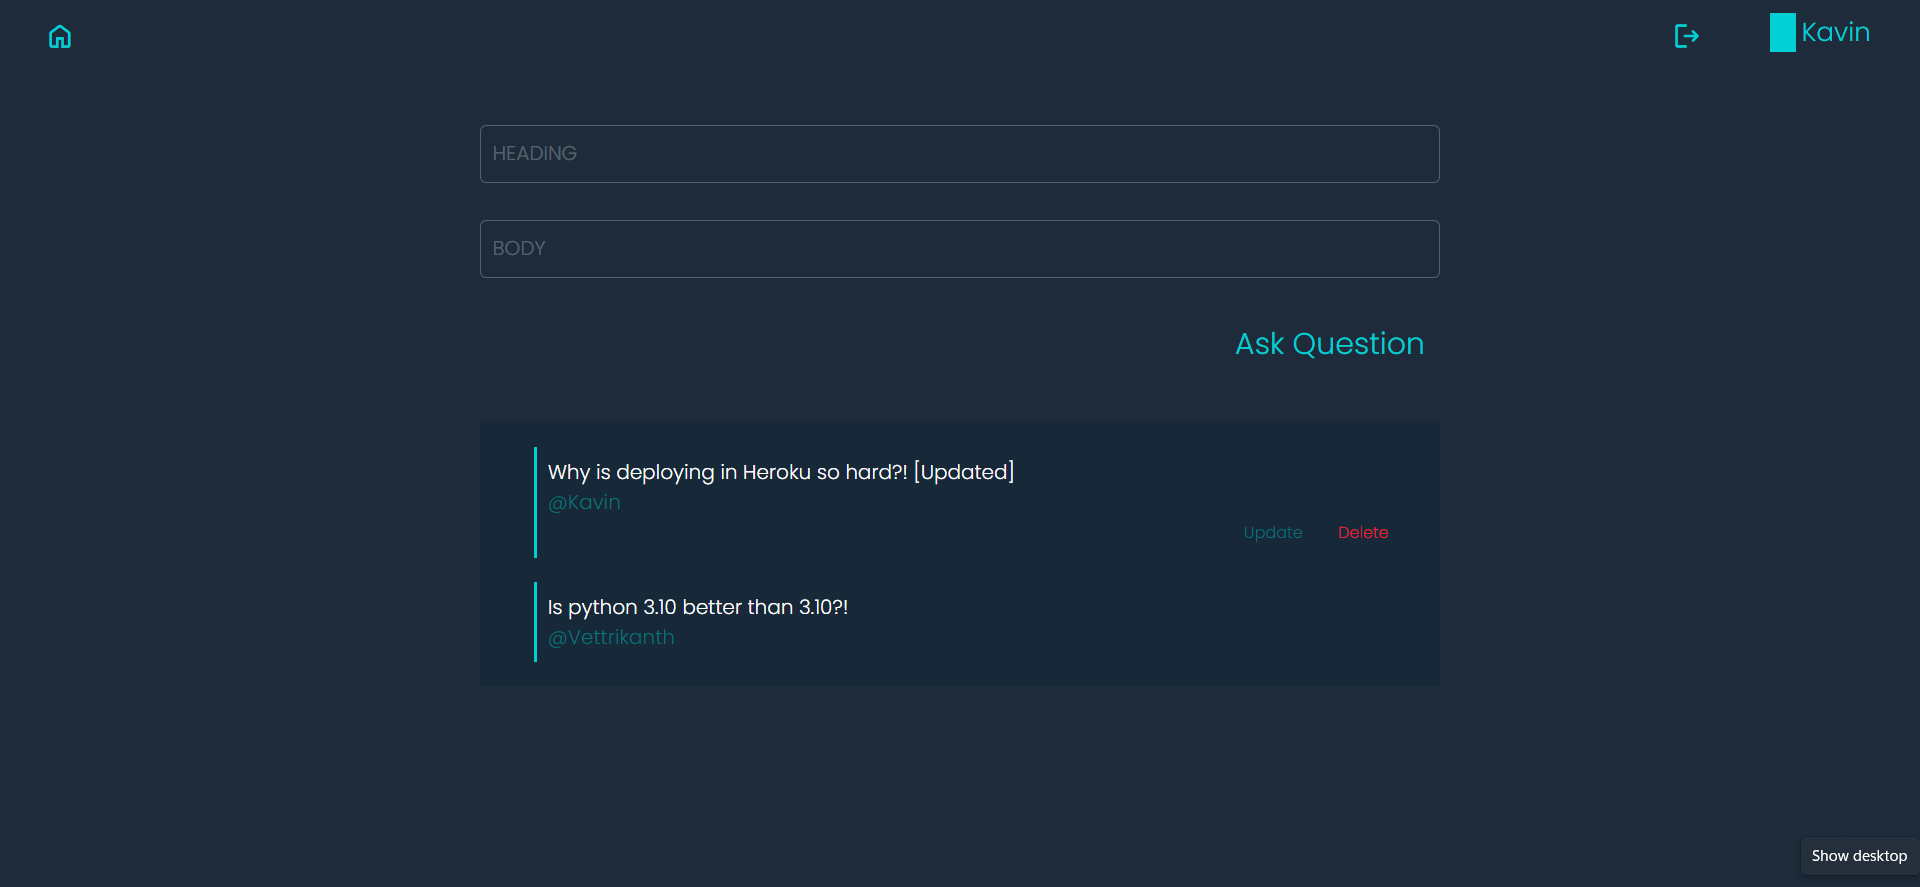 Kavin
HEADING
BODY
Ask Question
Why is deploying in Heroku so hard?! [Updated]
@Kavin
Update Delete
Is python 3.10 better than 3.10?!
@Vettrikanth
Show desktop